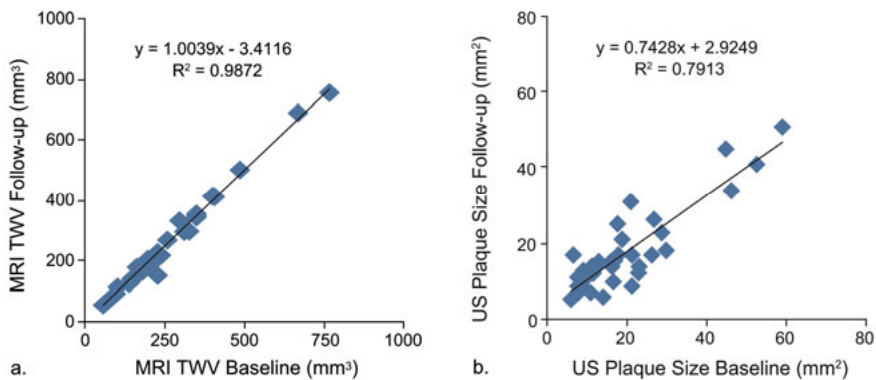 1000
800
600
400
200
0
y = 1.0039x - 3.4116
R² = 0.9872
MRI TWV Follow-up (mm³)
0 250 500 750 1000
MRI TWV Baseline (mm³)
a.
80
60
40
20
0
y = 0.7428x + 2.9249
R² = 0.7913
US Plaque Size Follow-up (mm²)
0 20 40 60 80
US Plaque Size Baseline (mm²)
b.